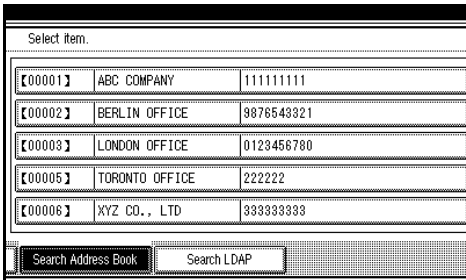 Select item.
【00001】 ABC COMPANY 111111111
【00002】 BERLIN OFFICE 9876543321
【00003】 LONDON OFFICE 0123456780
【00005】 TORONTO OFFICE 222222
【00006】 XYZ CO., LTD 333333333
Search Address Book Search LDAP